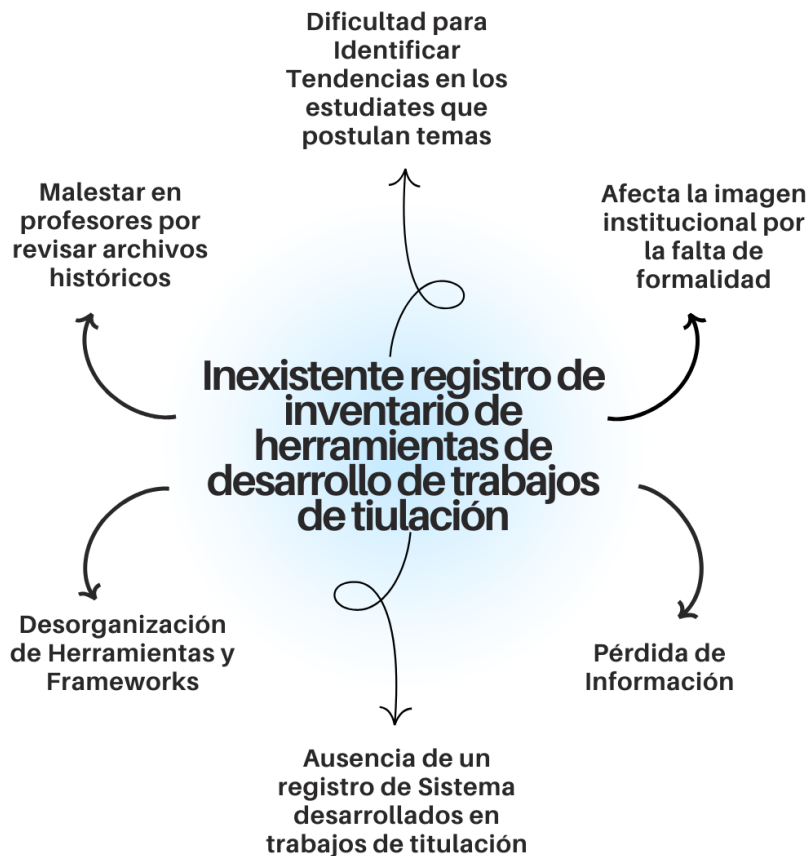 Dificultad para
Identificar
Tendencias en los
estudiates que
postulan temas
Malestar en
profesores por
revisar archivos
históricos
Afecta la imagen
institucional por
la falta de
formalidad
Inexistente registro de
inventario de
herramientas de
desarrollo de trabajos
de tiulación
Desorganización
de Herramientas y
Frameworks
Pérdida de
Información
Ausencia de un
registro de Sistema
desarrollados en
trabajos de titulación